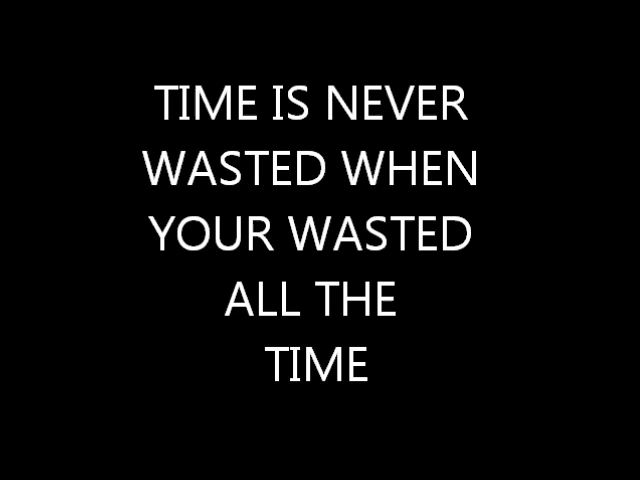 TIME IS NEVER
WASTED WHEN
YOUR WASTED
ALL THE
TIME